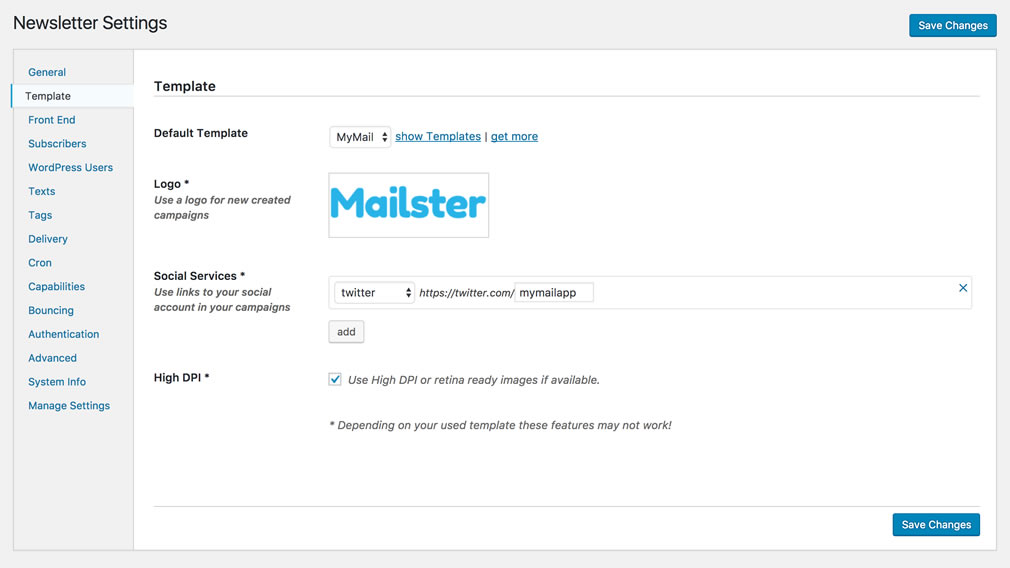 Newsletter Settings
Save Changes
General
Template
Front End
Subscribers
WordPress Users
Texts
Tags
Delivery
Cron
Capabilities
Bouncing
Authentication
Advanced
System Info
Manage Settings
Template
Default Template
MyMail show Templates | get more
Logo *
Use a logo for new created
campaigns
Mailster
Social Services *
Use links to your social
account in your campaigns
twitter https://twitter.com/ mymailapp
add
High DPI *
Use High DPI or retina ready images if available.
* Depending on your used template these features may not work!
Save Changes